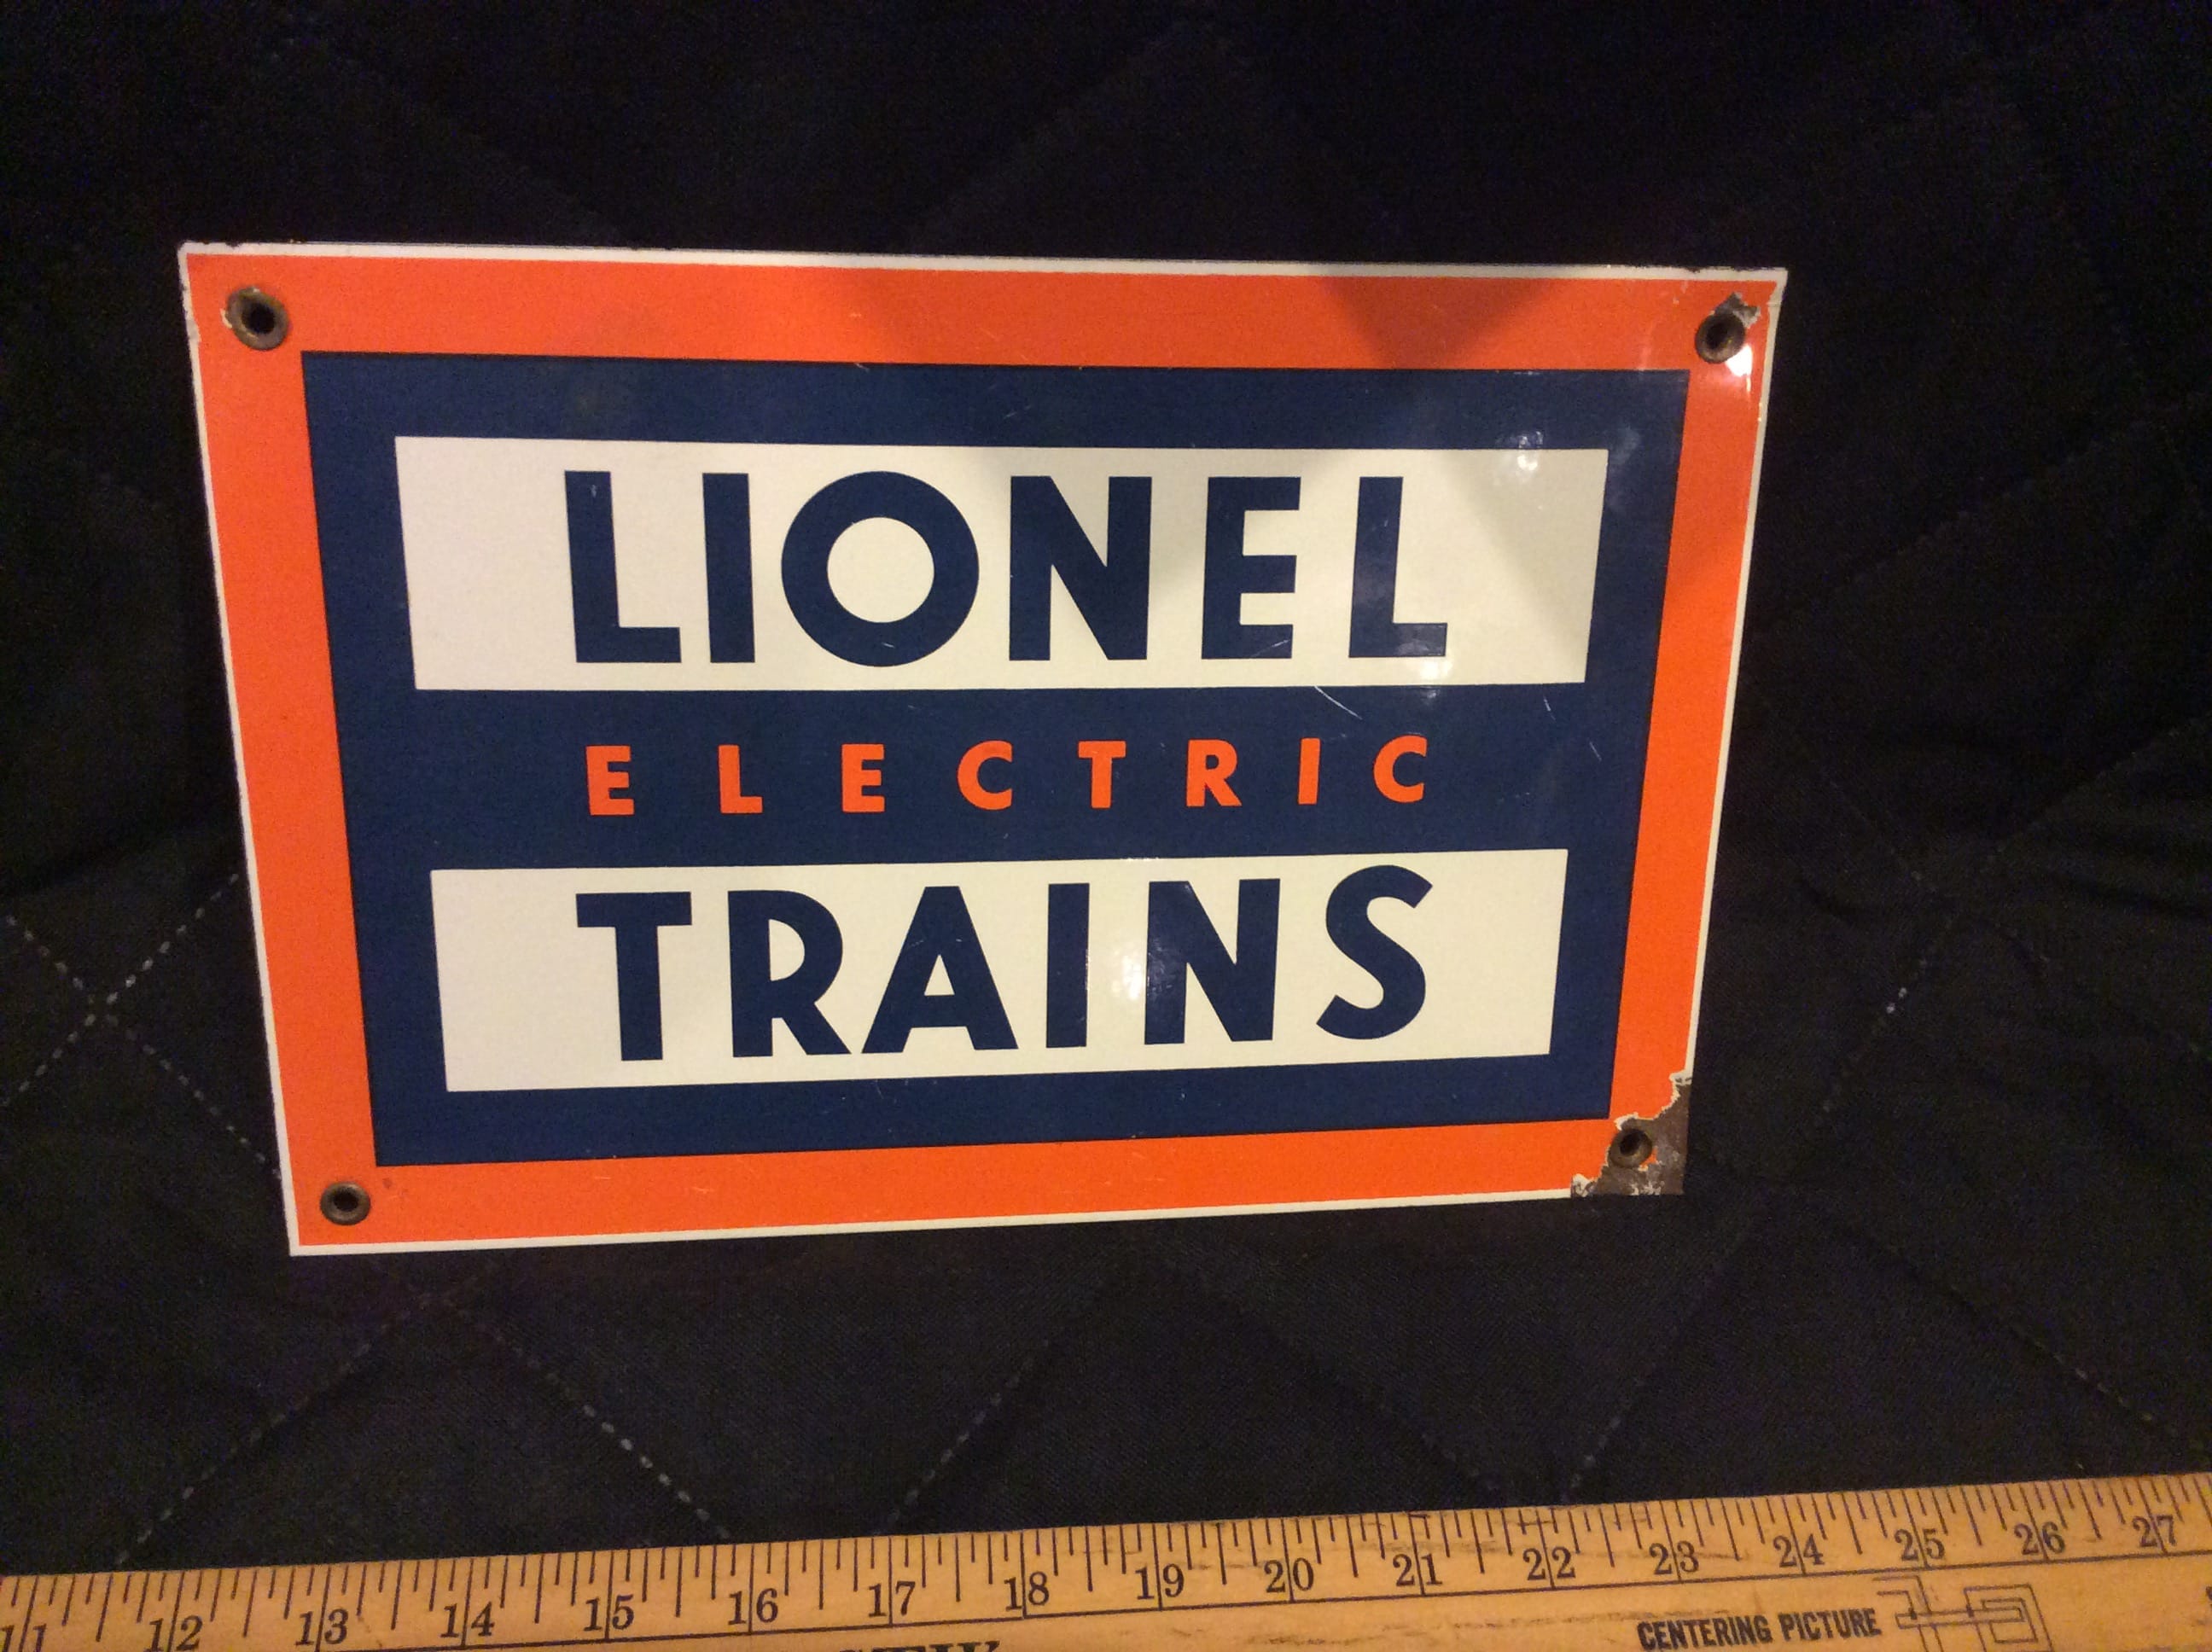 LIONEL
ELECTRIC
TRAINS
11 12 13 14 15 16 17 18 19 20 21 22 23 24 25 26 27
CENTERING PICTURE